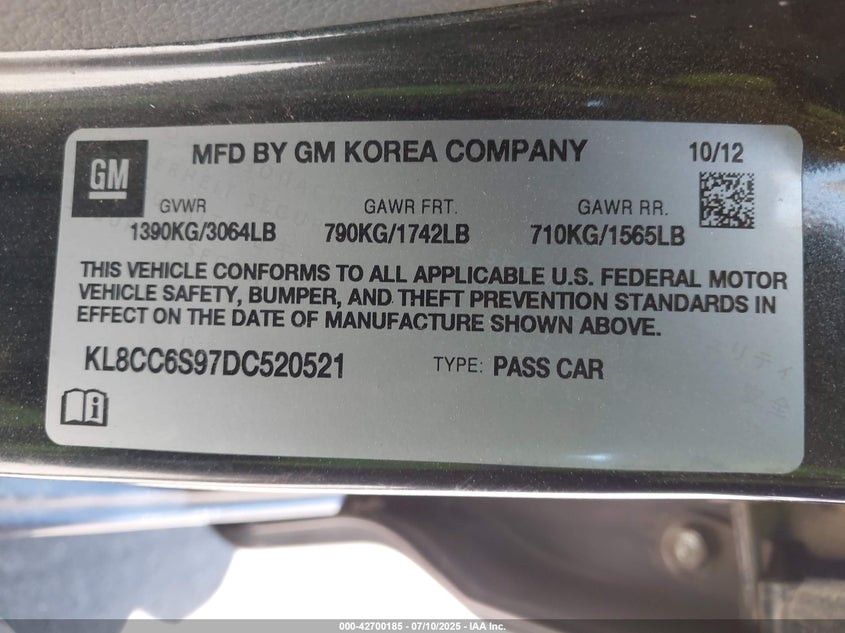 GM
MFD BY GM KOREA COMPANY
10/12
GVWR
GAWR FRT.
GAWR RR.
1390KG/3064LB
790KG/1742LB
710KG/1565LB
THIS VEHICLE CONFORMS TO ALL APPLICABLE U.S. FEDERAL MOTOR
VEHICLE SAFETY, BUMPER, AND THEFT PREVENTION STANDARDS IN
EFFECT ON THE DATE OF MANUFACTURE SHOWN ABOVE.
KL8CC6S97DC520521
TYPE: PASS CAR
000-42700185 - 07/10/2025 - IAA Inc.